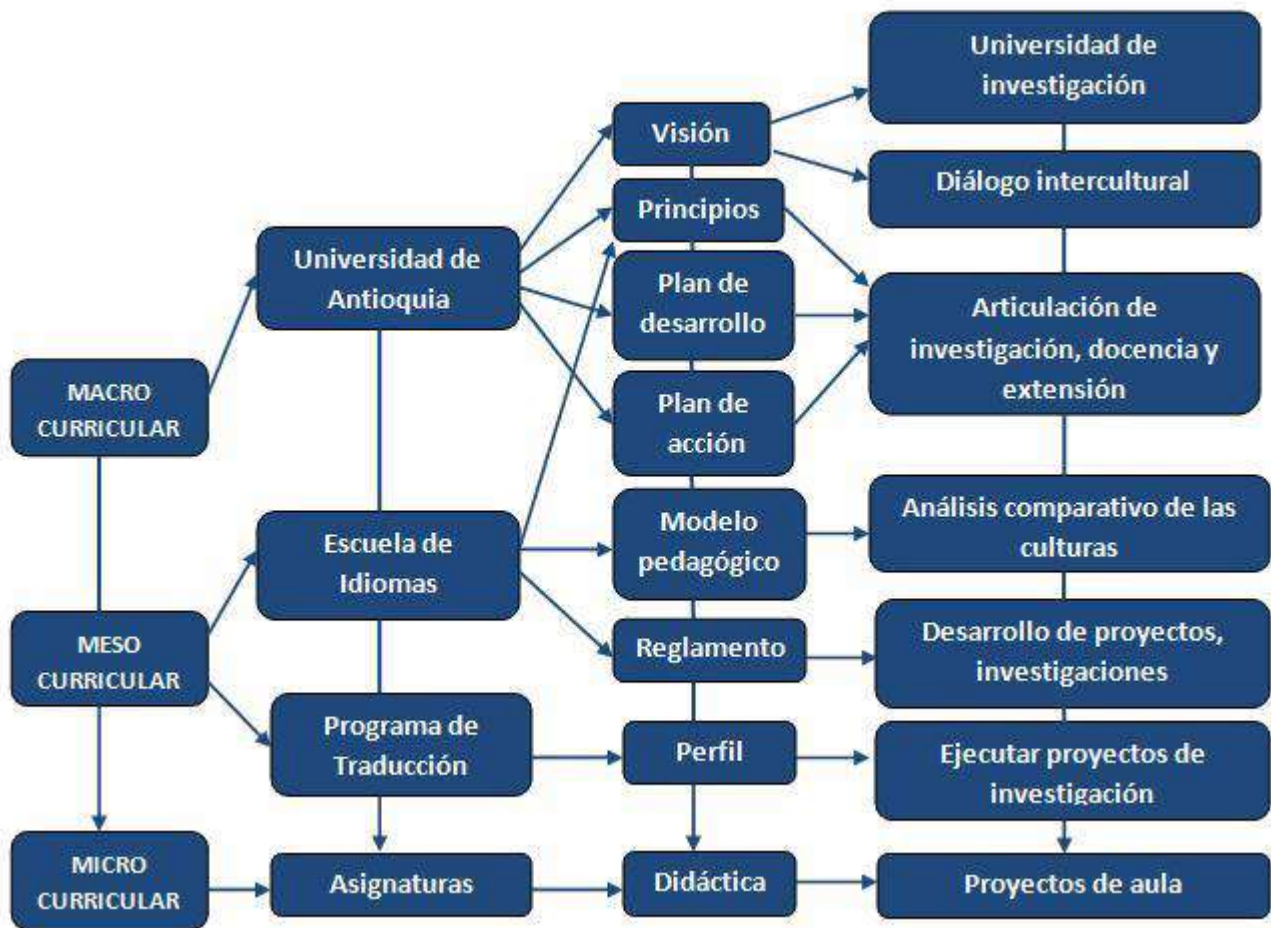 Universidad de
investigación
Visión
Diálogo intercultural
Principios
Universidad de
Antioquia
Plan de
desarrollo
Articulación de
investigación, docencia y
extensión
MACRO
CURRICULAR
Plan de
acción
Escuela de
Idiomas
Modelo
pedagógico
Análisis comparativo de las
culturas
MESO
CURRICULAR
Reglamento
Desarrollo de proyectos,
investigaciones
Programa de
Traducción
Perfil
Ejecutar proyectos de
investigación
MICRO
CURRICULAR
Asignaturas
Didáctica
Proyectos de aula